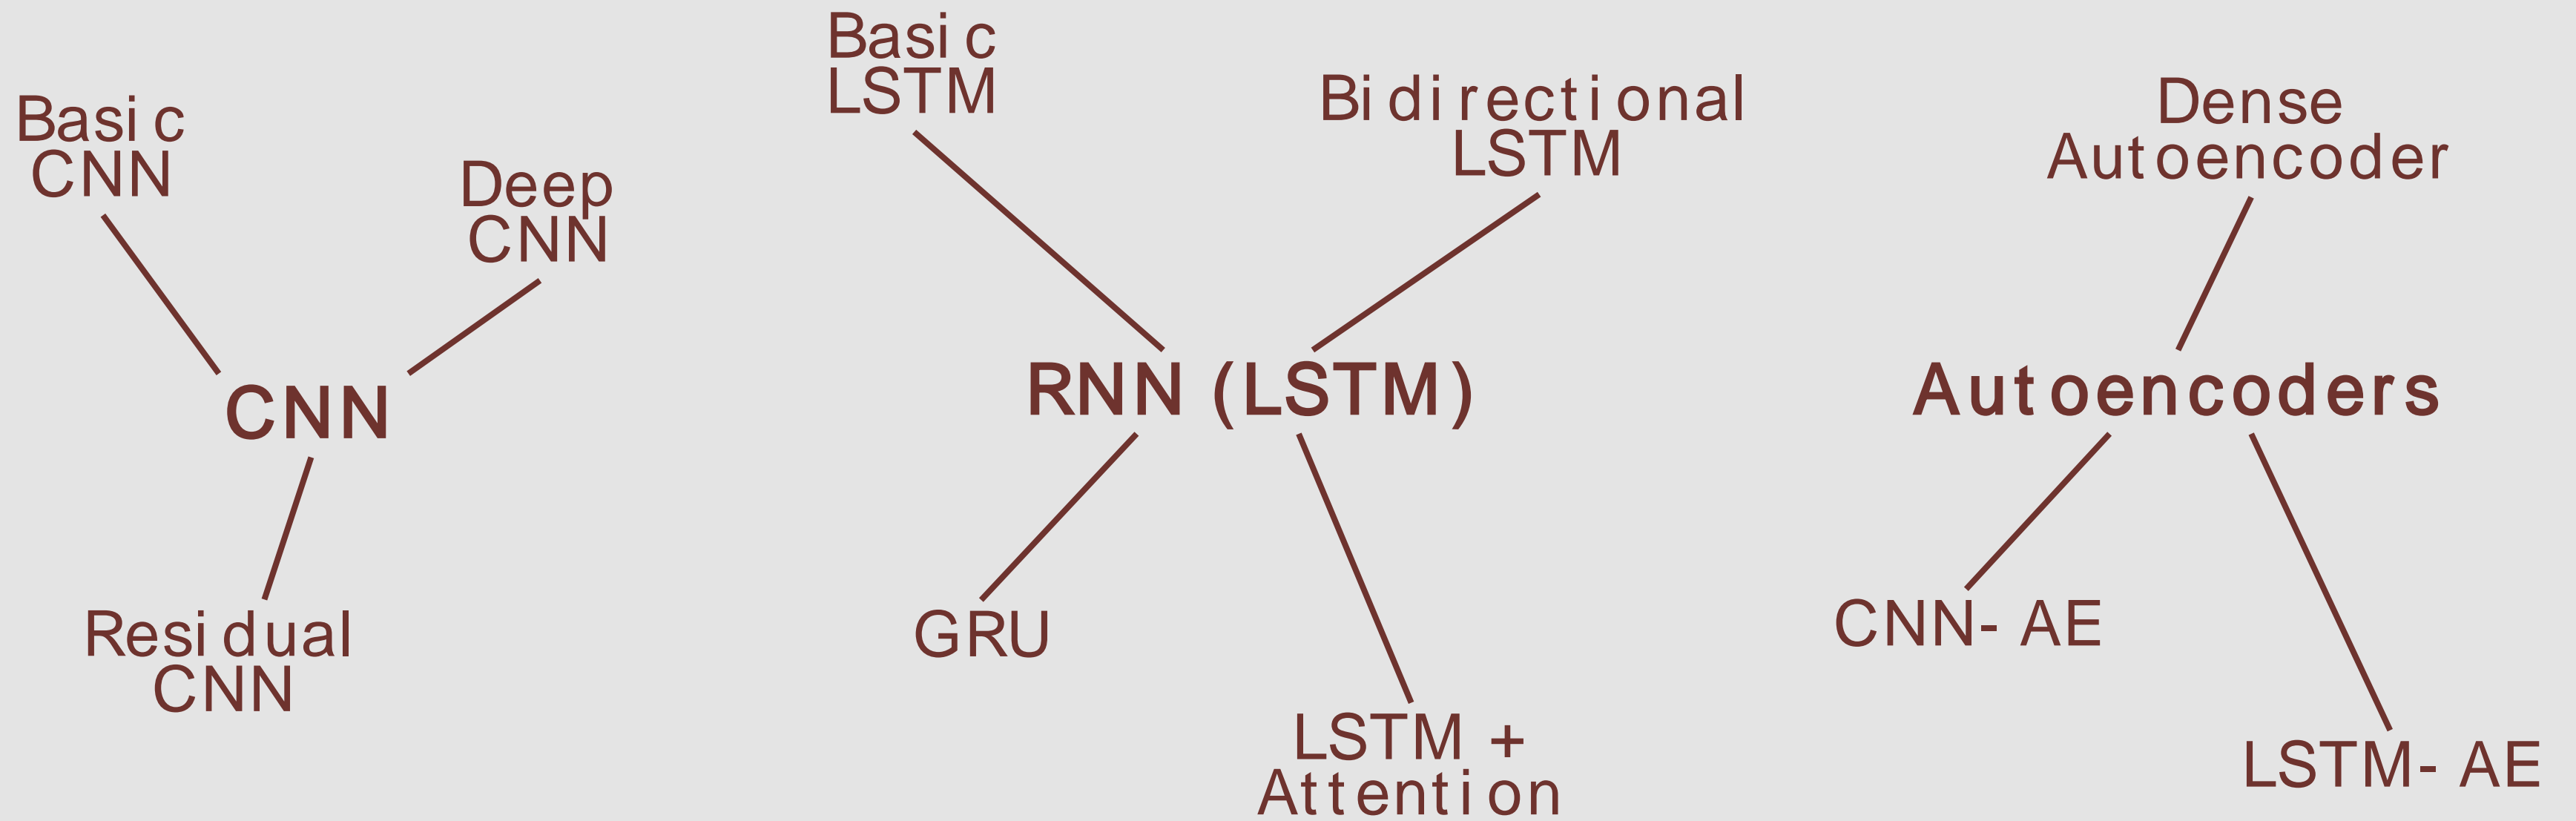 Basic
CNN
Deep
CNN
CNN
Residual
CNN
Basic
LSTM
Bidirectional
LSTM
RNN (LSTM)
GRU
LSTM +
Attention
Dense
Autoencoder
Autoencoders
CNN- AE
LSTM- AE